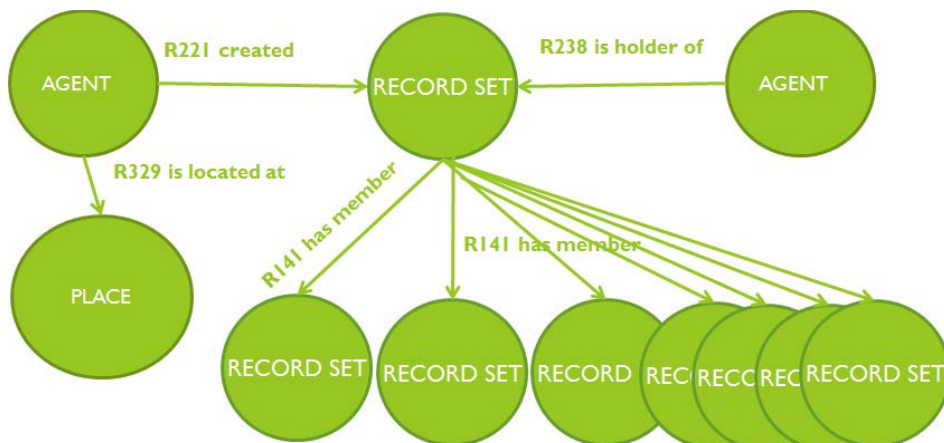 R221 created
R238 is holder of
AGENT
RECORD SET
AGENT
R329 is located at
R141 has member
R141 has member
PLACE
RECORD SET
RECORD SET
RECORD
RECORD SET